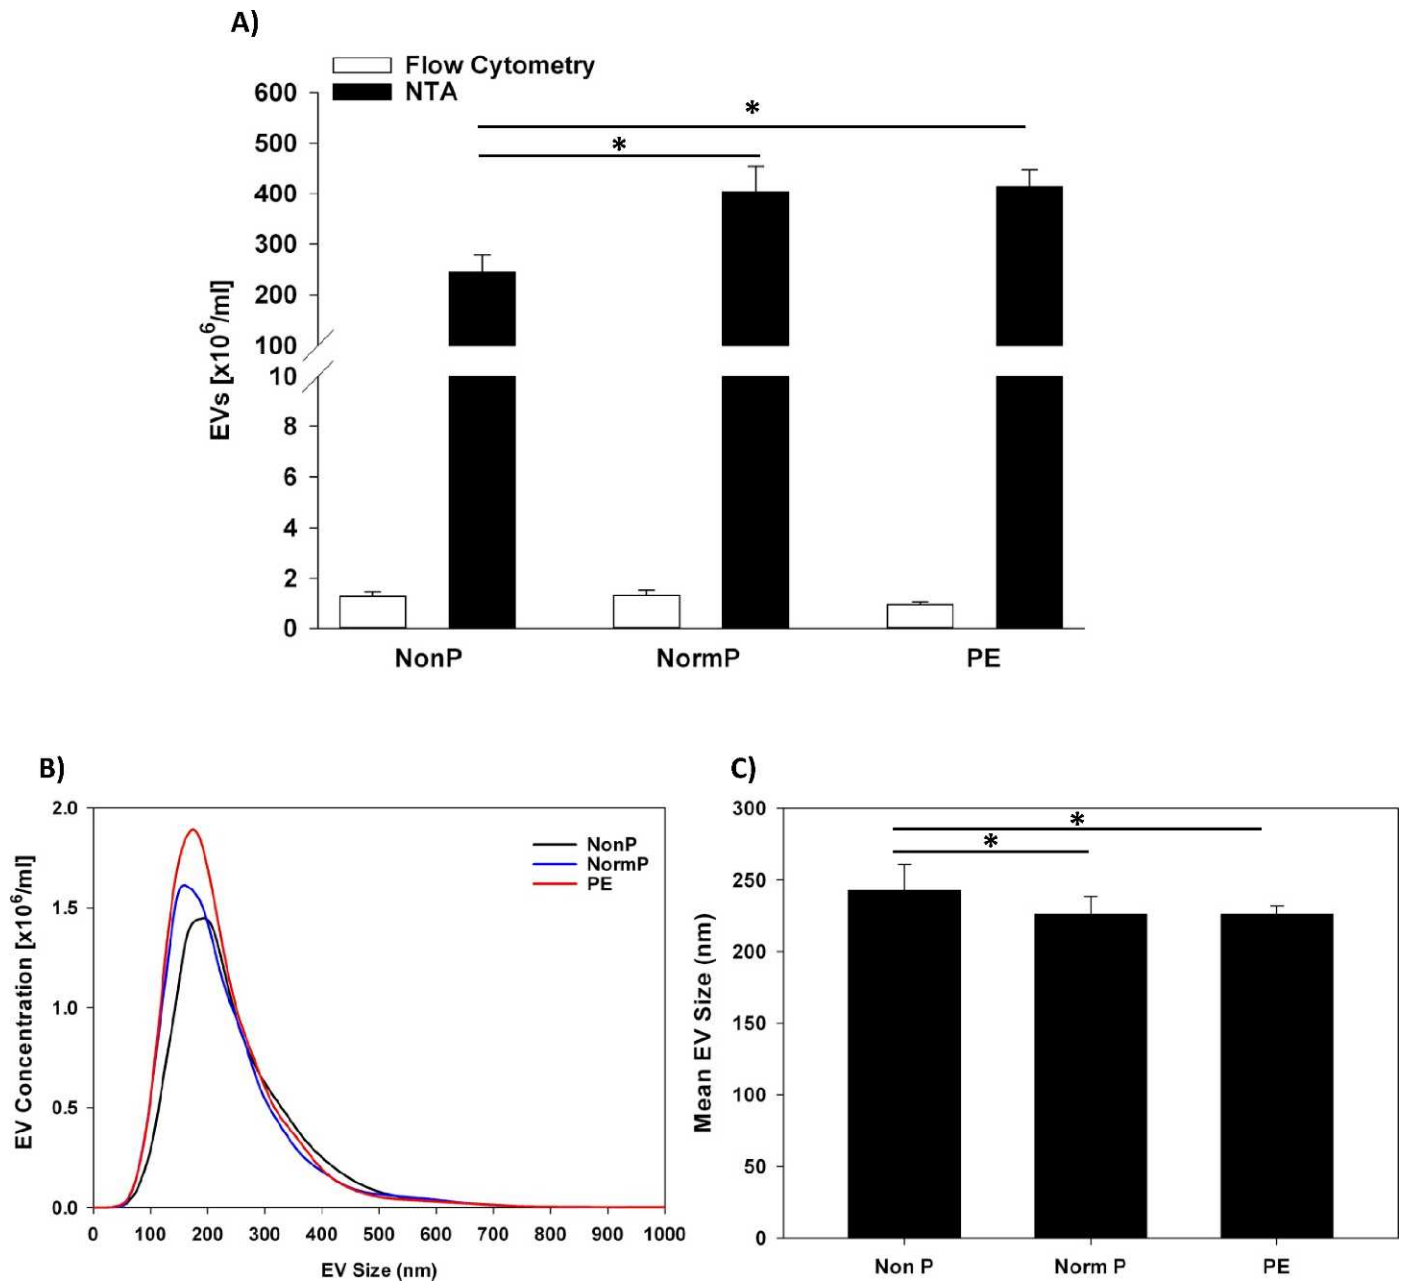 A)
Flow Cytometry
NTA
600
500
400
300
200
100
10
8
6
4
2
0
EVs [x10⁶/ml]
*
*
NonP NormP PE
B)
2.0
1.5
1.0
0.5
0.0
EV Concentration [x10⁶/ml]
NonP
NormP
PE
0 100 200 300 400 500 600 700 800 900 1000
EV Size (nm)
C)
300
250
200
150
100
50
0
Mean EV Size (nm)
*
*
Non P Norm P PE